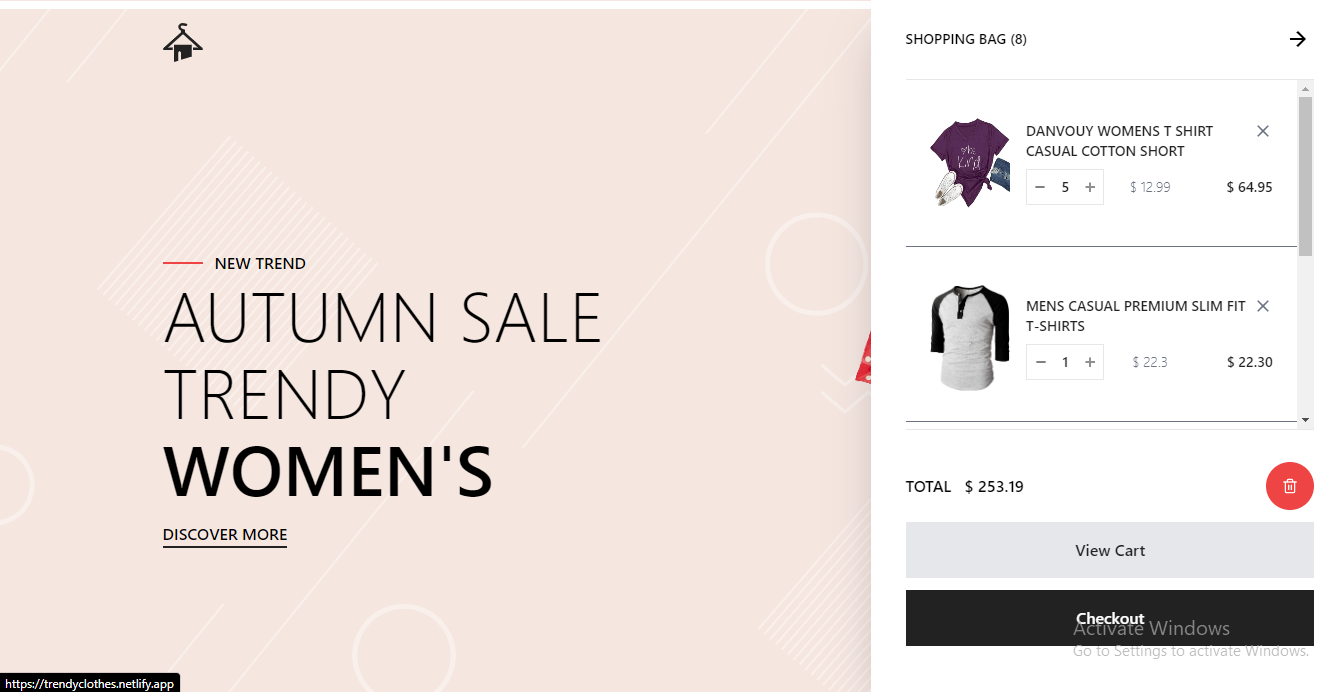 NEW TREND
AUTUMN SALE
TRENDY
WOMEN'S
DISCOVER MORE
https://trendyclothes.netlify.app
SHOPPING BAG (8)
DANVOUY WOMENS T SHIRT
CASUAL COTTON SHORT
5 $ 12.99 $ 64.95
MENS CASUAL PREMIUM SLIM FIT
T-SHIRTS
1 $ 22.3 $ 22.30
TOTAL $ 253.19
View Cart
Checkout
Activate Windows
Go to Settings to activate Windows.